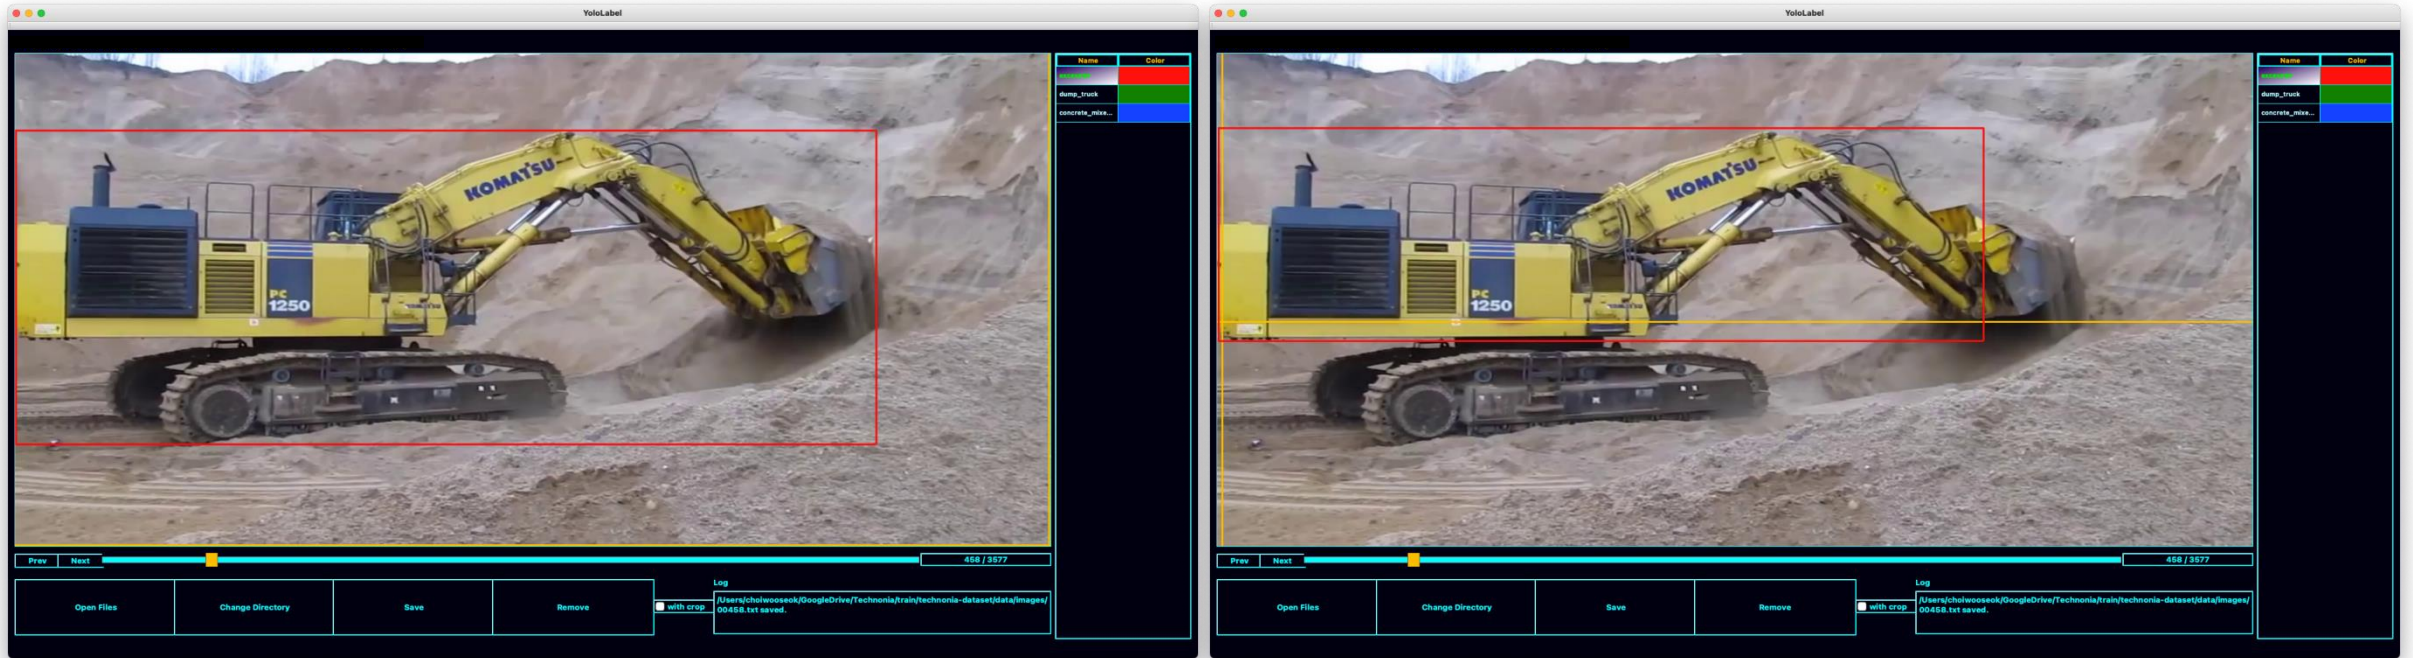 YoloLabel
Name Color
dump_truck
concrete_mixe...
KOMATSU
PC
1250
Prev Next 458 / 3577
Open Files Change Directory Save Remove with crop
Log
/Users/choiwooseok/GoogleDrive/Technonia/train/technonia-dataset/data/images/
00458.txt saved.
YoloLabel
Name Color
dump_truck
concrete_mixe...
KOMATSU
PC
1250
Prev Next 458 / 3577
Open Files Change Directory Save Remove with crop
Log
/Users/choiwooseok/GoogleDrive/Technonia/train/technonia-dataset/data/images/
00458.txt saved.